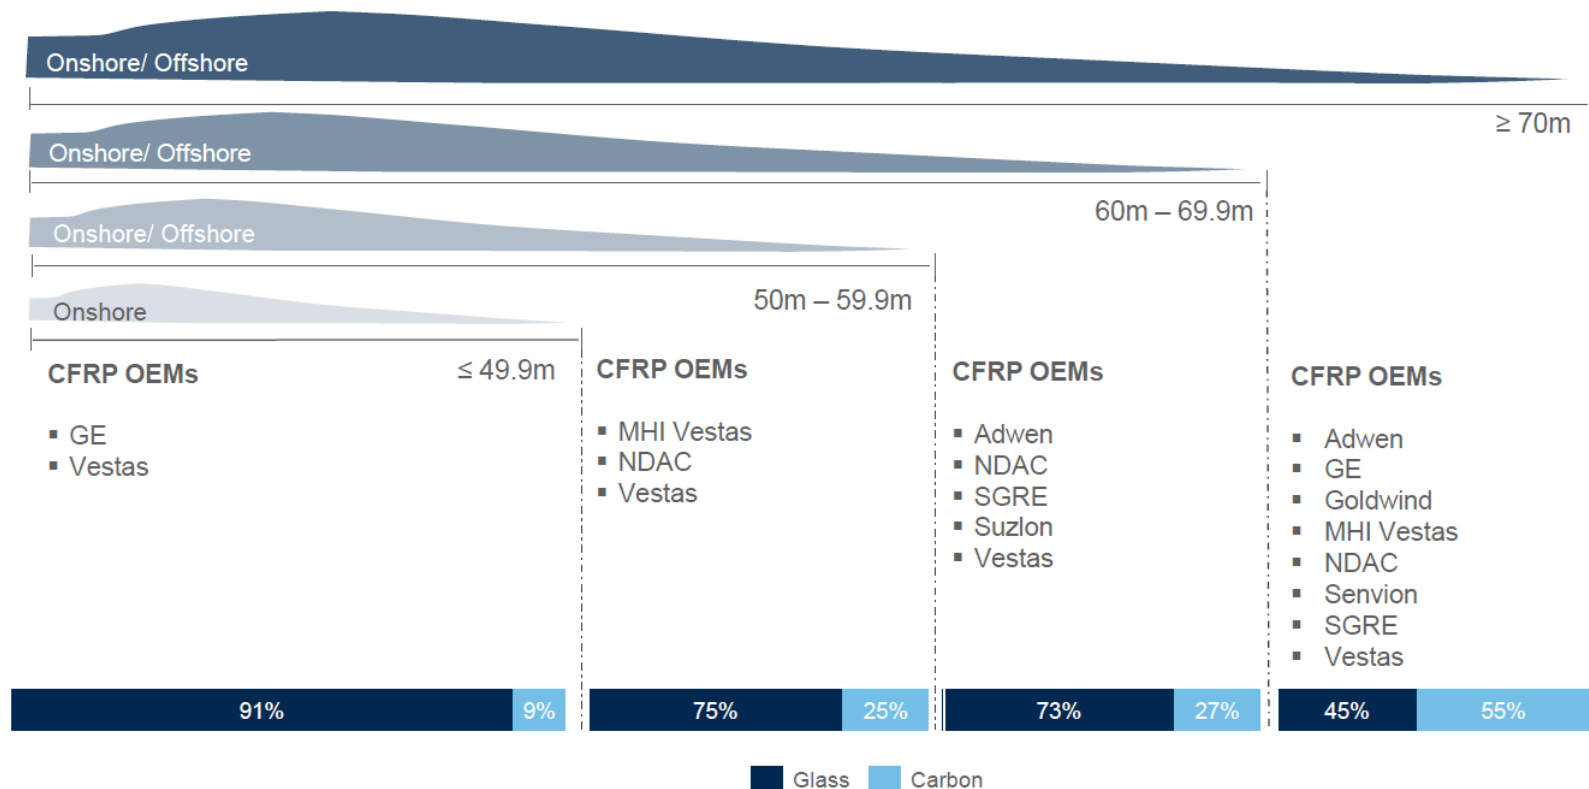 Onshore/ Offshore
≥ 70m
Onshore/ Offshore
60m – 69.9m
Onshore/ Offshore
50m – 59.9m
Onshore
≤ 49.9m
CFRP OEMs
▪ GE
▪ Vestas
CFRP OEMs
▪ MHI Vestas
▪ NDAC
▪ Vestas
CFRP OEMs
▪ Adwen
▪ NDAC
▪ SGRE
▪ Suzlon
▪ Vestas
CFRP OEMs
▪ Adwen
▪ GE
▪ Goldwind
▪ MHI Vestas
▪ NDAC
▪ Senvion
▪ SGRE
▪ Vestas
91% 9% 75% 25% 73% 27% 45% 55%
Glass Carbon